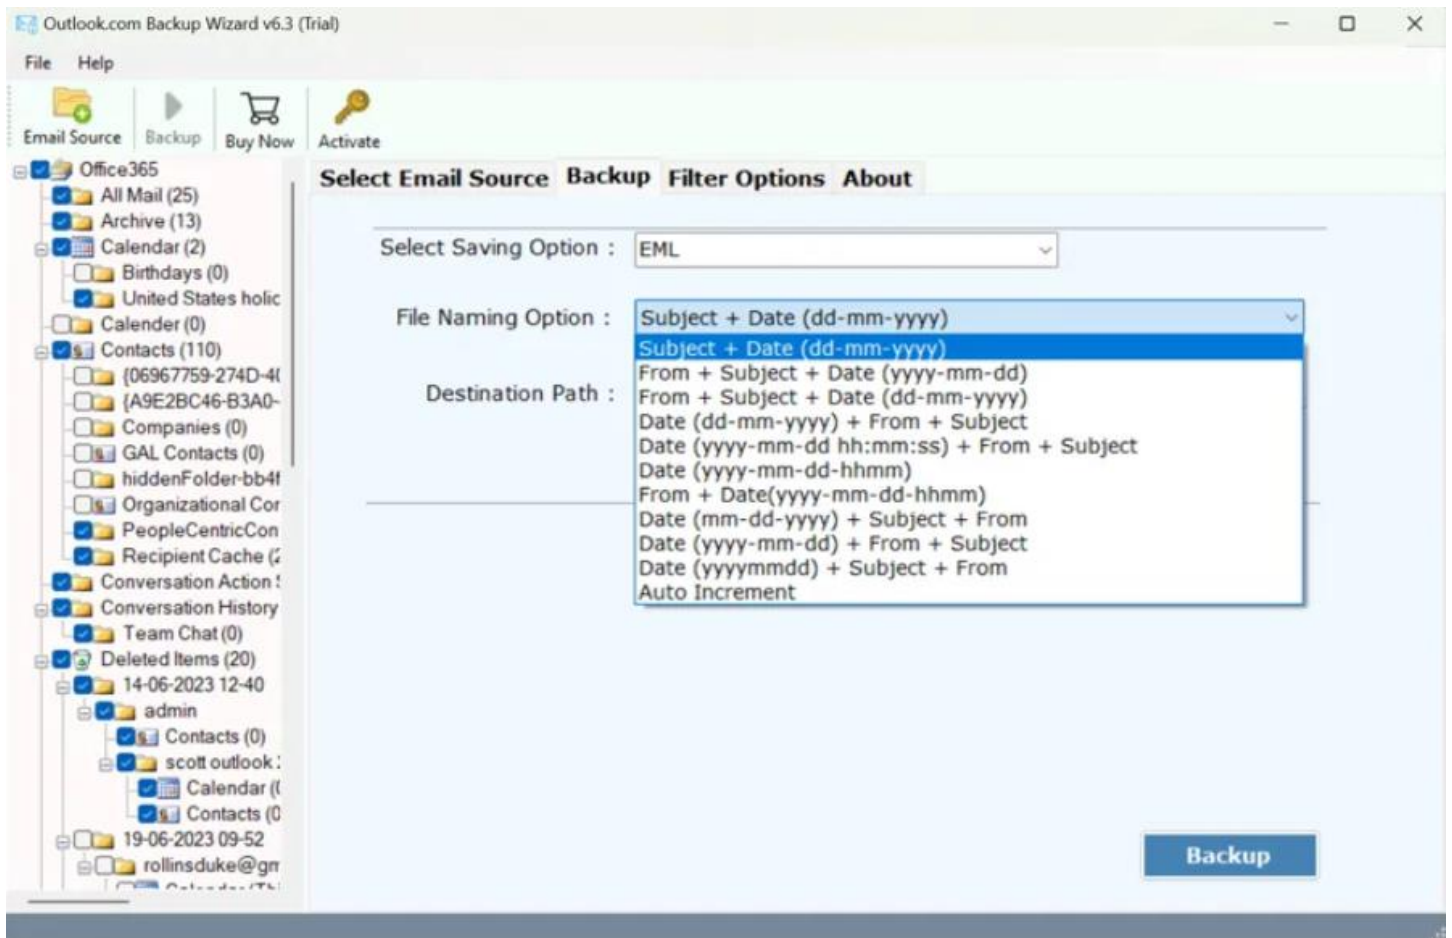 Outlook.com Backup Wizard v6.3 (Trial)
File Help
Email Source Backup Buy Now Activate
Office365
All Mail (25)
Archive (13)
Calendar (2)
Birthdays (0)
United States holic
Calender (0)
Contacts (110)
{06967759-274D-4(
{A9E2BC46-B3A0-
Companies (0)
GAL Contacts (0)
hiddenFolder-bb4f
Organizational Cor
PeopleCentricCon
Recipient Cache (2
Conversation Action
Conversation History
Team Chat (0)
Deleted Items (20)
14-06-2023 12-40
admin
Contacts (0)
scott outlook
Calendar (0
Contacts (0
19-06-2023 09-52
rollinsduke@gm
Select Email Source Backup Filter Options About
Select Saving Option : EML
File Naming Option : Subject + Date (dd-mm-yyyy)
Subject + Date (dd-mm-yyyy)
From + Subject + Date (yyyy-mm-dd)
From + Subject + Date (dd-mm-yyyy)
Date (dd-mm-yyyy) + From + Subject
Date (yyyy-mm-dd hh:mm:ss) + From + Subject
Date (yyyy-mm-dd-hhmm)
From + Date(yyyy-mm-dd-hhmm)
Date (mm-dd-yyyy) + Subject + From
Date (yyyy-mm-dd) + From + Subject
Date (yyyymmdd) + Subject + From
Auto Increment
Destination Path :
Backup